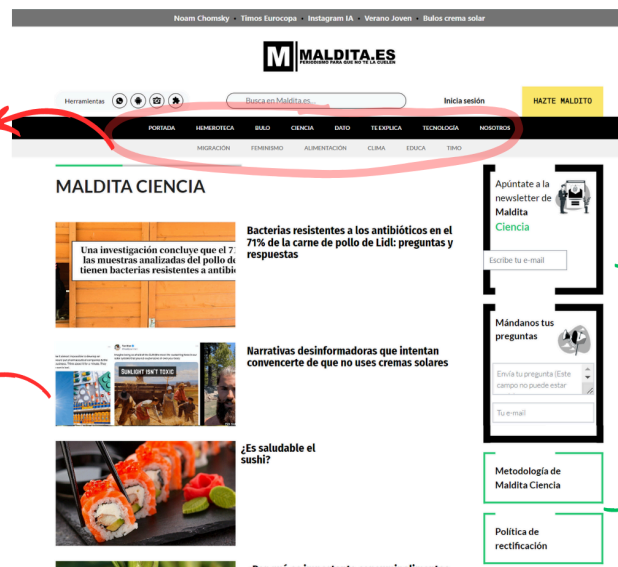 Noam Chomsky · Timos Eurocopa · Instagram IA · Verano Joven · Bulos crema solar
M MALDITA.ES
PERIODISMO PARA QUE NO TE LA CUELEN
Herramientas
Busca en Maldita.es...
Inicia sesión
HAZTE MALDITO
PORTADA HEMEROTECA BULO CIENCIA DATO TE EXPLICA TECNOLOGÍA NOSOTROS
MIGRACIÓN FEMINISMO ALIMENTACIÓN CLIMA EDUCA TIMO
MALDITA CIENCIA
Una investigación concluye que el 7
las muestras analizadas del pollo de
tienen bacterias resistentes a antibió
Bacterias resistentes a los antibióticos en el
71% de la carne de pollo de Lidl: preguntas y
respuestas
SUNLIGHT ISN'T TOXIC
Narrativas desinformadoras que intentan
convencerte de que no uses cremas solares
¿Es saludable el
sushi?
Apúntate a la
newsletter de
Maldita
Ciencia
Escribe tu e-mail
Mándanos tus
preguntas
Envía tu pregunta (Este
campo no puede estar
Tu e-mail
Metodología de
Maldita Ciencia
Política de
rectificación